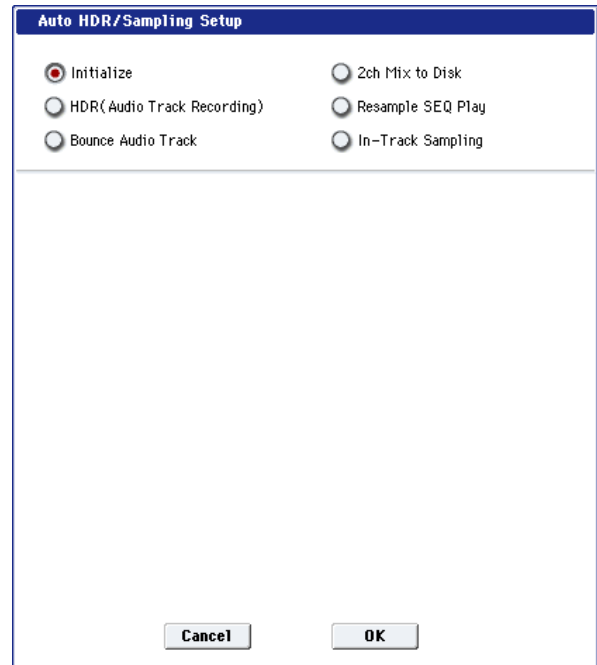 Auto HDR/Sampling Setup
Initialize
2ch Mix to Disk
HDR(Audio Track Recording)
Resample SEQ Play
Bounce Audio Track
In-Track Sampling
Cancel
OK